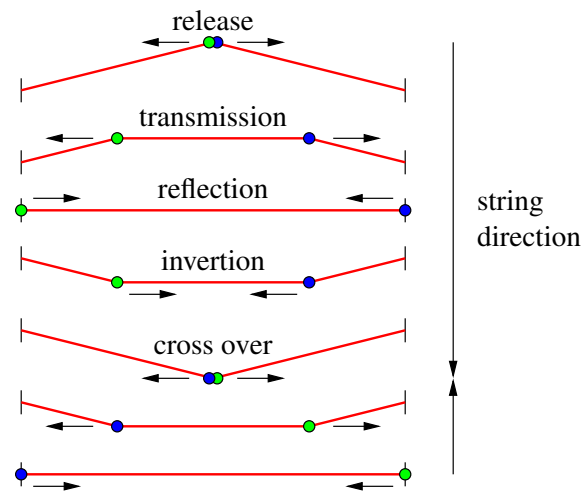 release
transmission
reflection
string
direction
invertion
cross over